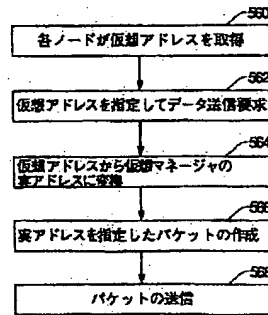 560
各ノードが仮想アドレスを取得
562
仮想アドレスを指定してデータ送信要求
564
仮想アドレスから仮想マネージャの
実アドレスに変換
566
実アドレスを指定したパケットの作成
568
パケットの送信